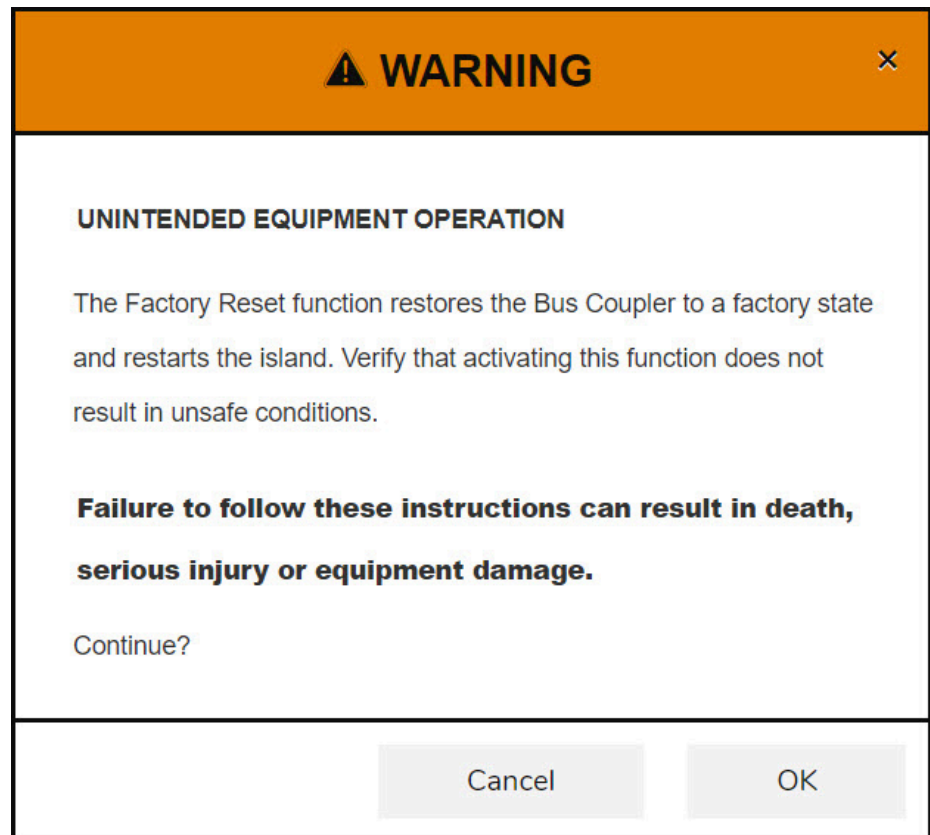 WARNING
×
UNINTENDED EQUIPMENT OPERATION
The Factory Reset function restores the Bus Coupler to a factory state
and restarts the island. Verify that activating this function does not
result in unsafe conditions.
Failure to follow these instructions can result in death,
serious injury or equipment damage.
Continue?
Cancel OK